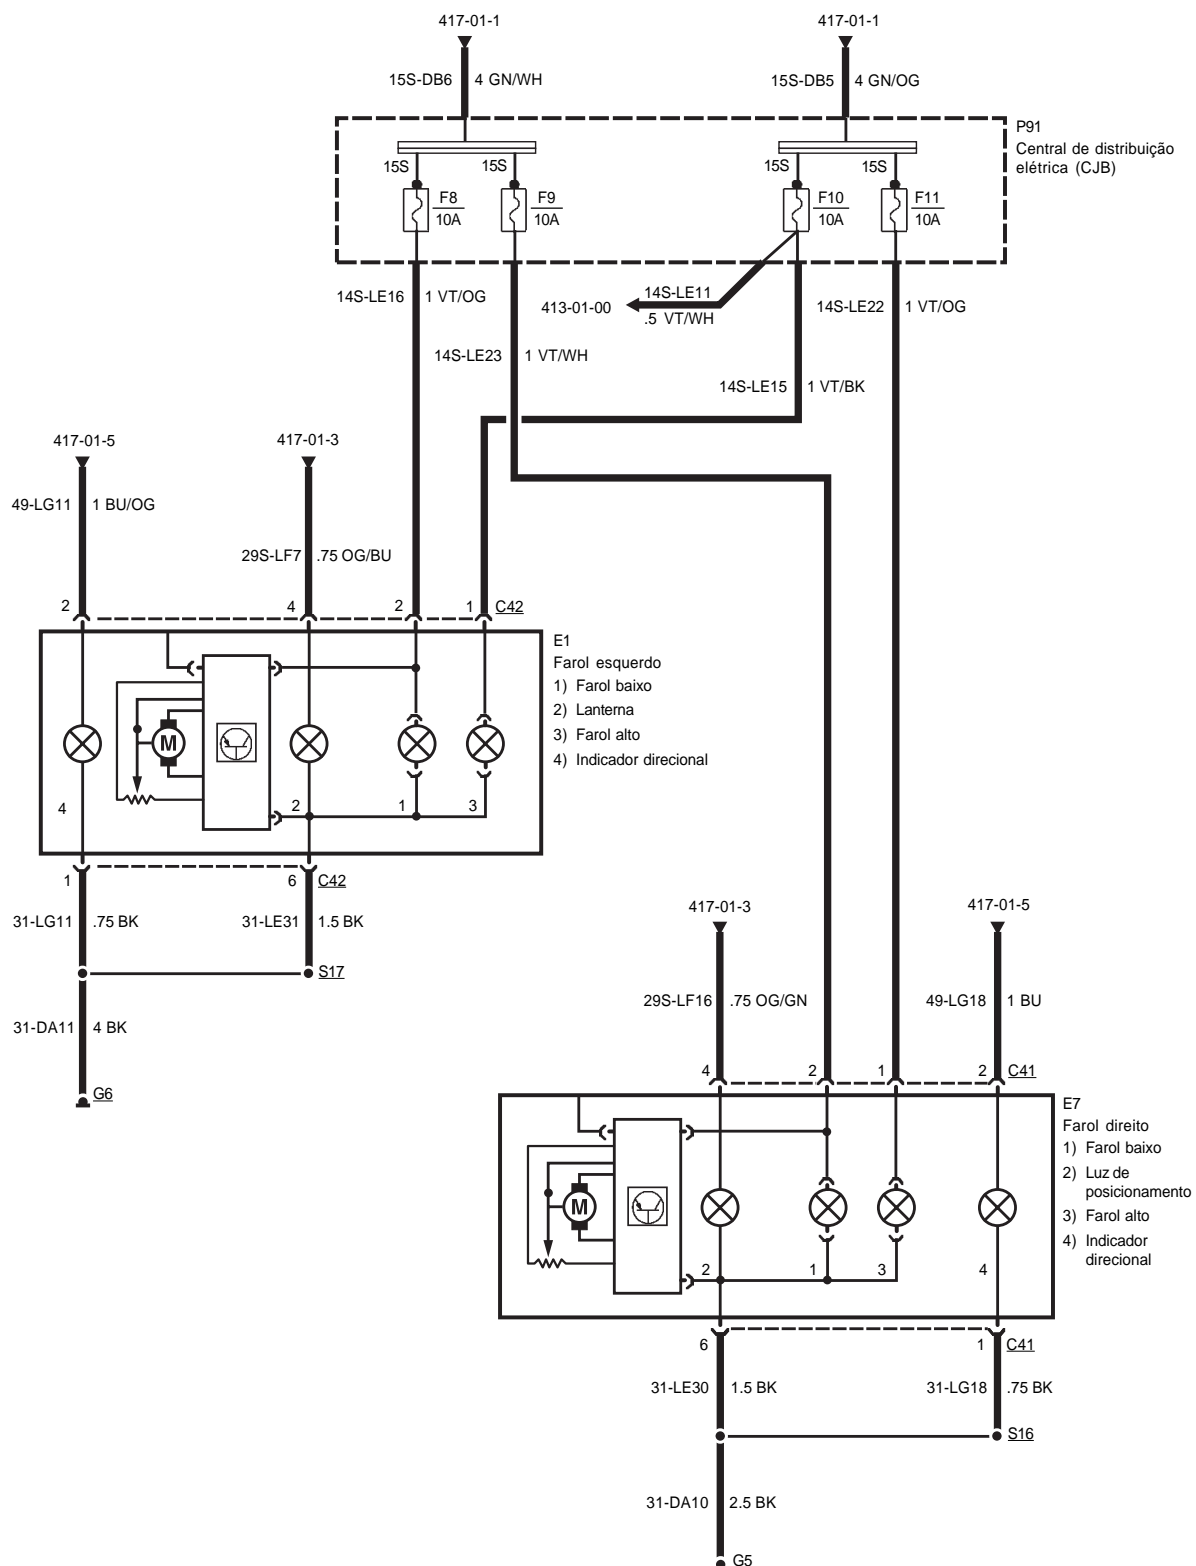 417-01-1
417-01-1
15S-DB6 4 GN/WH
15S-DB5 4 GN/OG
P91
Central de distribuição
elétrica (CJB)
15S
15S
15S
15S
F8
10A
F9
10A
F10
10A
F11
10A
14S-LE16 1 VT/OG
413-01-00
14S-LE11
.5 VT/WH
14S-LE22 1 VT/OG
14S-LE23 1 VT/WH
14S-LE15 1 VT/BK
417-01-5
417-01-3
49-LG11 1 BU/OG
29S-LF7 .75 OG/BU
2
4
2
1
C42
E1
Farol esquerdo
1) Farol baixo
2) Lanterna
3) Farol alto
4) Indicador direcional
M
4
2
1
3
1
6
C42
31-LG11 .75 BK
31-LE31 1.5 BK
S17
31-DA11 4 BK
G6
417-01-3
417-01-5
29S-LF16 .75 OG/GN
49-LG18 1 BU
4
2
1
2
C41
E7
Farol direito
1) Farol baixo
2) Luz de
posicionamento
3) Farol alto
4) Indicador
direcional
M
2
1
3
4
6
1
C41
31-LE30 1.5 BK
31-LG18 .75 BK
S16
31-DA10 2.5 BK
G5